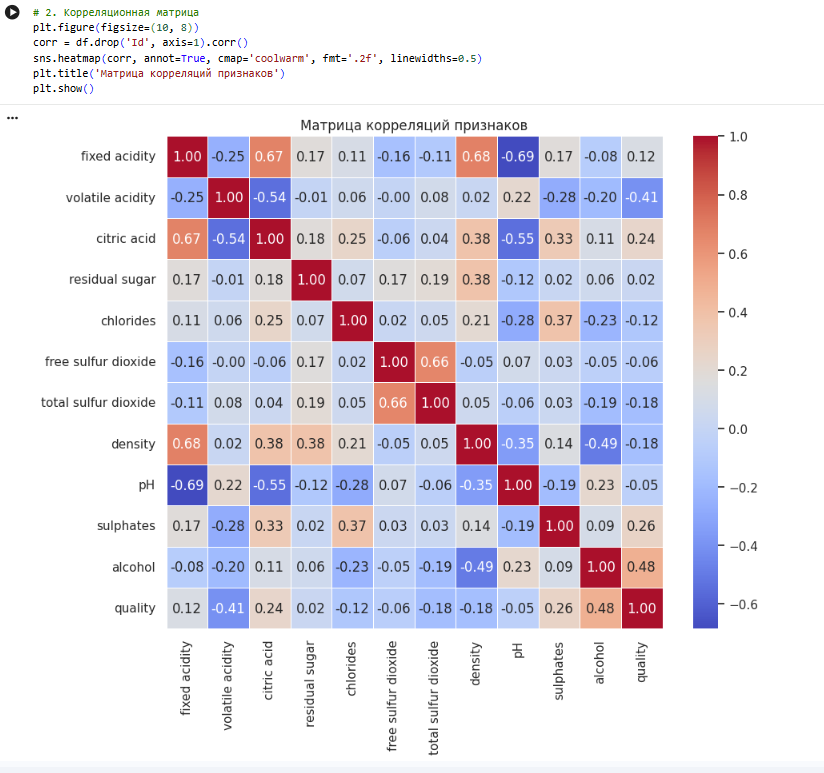 # 2. Корреляционная матрица
plt.figure(figsize=(10, 8))
corr = df.drop('Id', axis=1).corr()
sns.heatmap(corr, annot=True, cmap='coolwarm', fmt='.2f', linewidths=0.5)
plt.title('Матрица корреляций признаков')
plt.show()
Матрица корреляций признаков
fixed acidity 1.00 -0.25 0.67 0.17 0.11 -0.16 -0.11 0.68 -0.69 0.17 -0.08 0.12
volatile acidity -0.25 1.00 -0.54 -0.01 0.06 -0.00 0.08 0.02 0.22 -0.28 -0.20 -0.41
citric acid 0.67 -0.54 1.00 0.18 0.25 -0.06 0.04 0.38 -0.55 0.33 0.11 0.24
residual sugar 0.17 -0.01 0.18 1.00 0.07 0.17 0.19 0.38 -0.12 0.02 0.06 0.02
chlorides 0.11 0.06 0.25 0.07 1.00 0.02 0.05 0.21 -0.28 0.37 -0.23 -0.12
free sulfur dioxide -0.16 -0.00 -0.06 0.17 0.02 1.00 0.66 -0.05 0.07 0.03 -0.05 -0.06
total sulfur dioxide -0.11 0.08 0.04 0.19 0.05 0.66 1.00 0.05 -0.06 0.03 -0.19 -0.18
density 0.68 0.02 0.38 0.38 0.21 -0.05 0.05 1.00 -0.35 0.14 -0.49 -0.18
pH -0.69 0.22 -0.55 -0.12 -0.28 0.07 -0.06 -0.35 1.00 -0.19 0.23 -0.05
sulphates 0.17 -0.28 0.33 0.02 0.37 0.03 0.03 0.14 -0.19 1.00 0.09 0.26
alcohol -0.08 -0.20 0.11 0.06 -0.23 -0.05 -0.19 -0.49 0.23 0.09 1.00 0.48
quality 0.12 -0.41 0.24 0.02 -0.12 -0.06 -0.18 -0.18 -0.05 0.26 0.48 1.00
fixed acidity
volatile acidity
citric acid
residual sugar
chlorides
free sulfur dioxide
total sulfur dioxide
density
pH
sulphates
alcohol
quality
1.0
0.8
0.6
0.4
0.2
0.0
−0.2
−0.4
−0.6